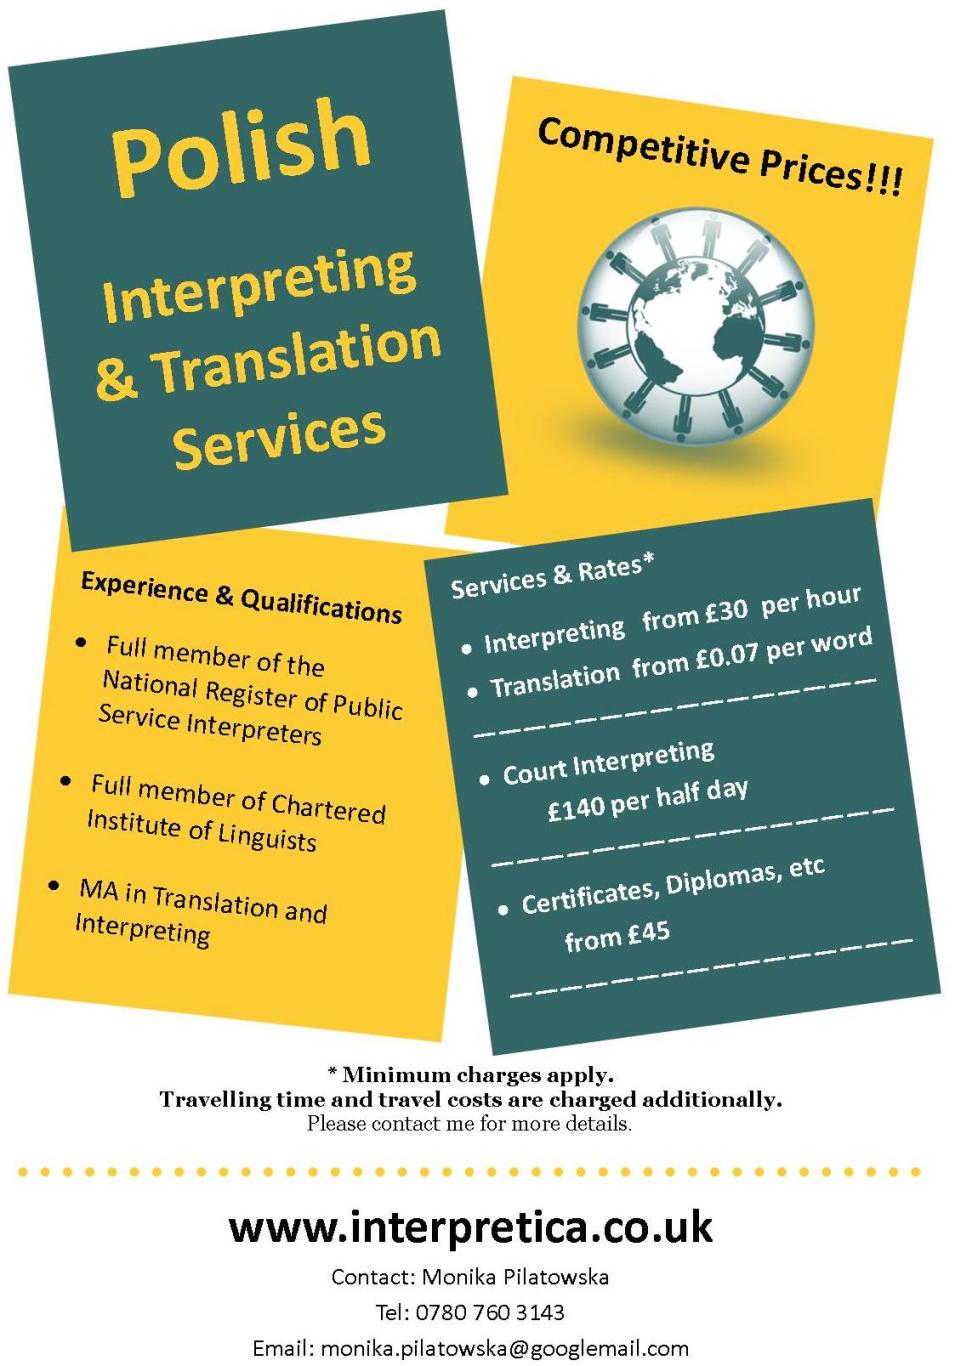 Polish
Interpreting
& Translation
Services
Competitive Prices!!!
Experience & Qualifications
• Full member of the
National Register of Public
Service Interpreters
• Full member of Chartered
Institute of Linguists
• MA in Translation and
Interpreting
Services & Rates*
• Interpreting from £30 per hour
• Translation from £0.07 per word
• Court Interpreting
£140 per half day
• Certificates, Diplomas, etc
from £45
* Minimum charges apply.
Travelling time and travel costs are charged additionally.
Please contact me for more details.
www.interpretica.co.uk
Contact: Monika Pilatowska
Tel: 0780 760 3143
Email: monika.pilatowska@googlemail.com